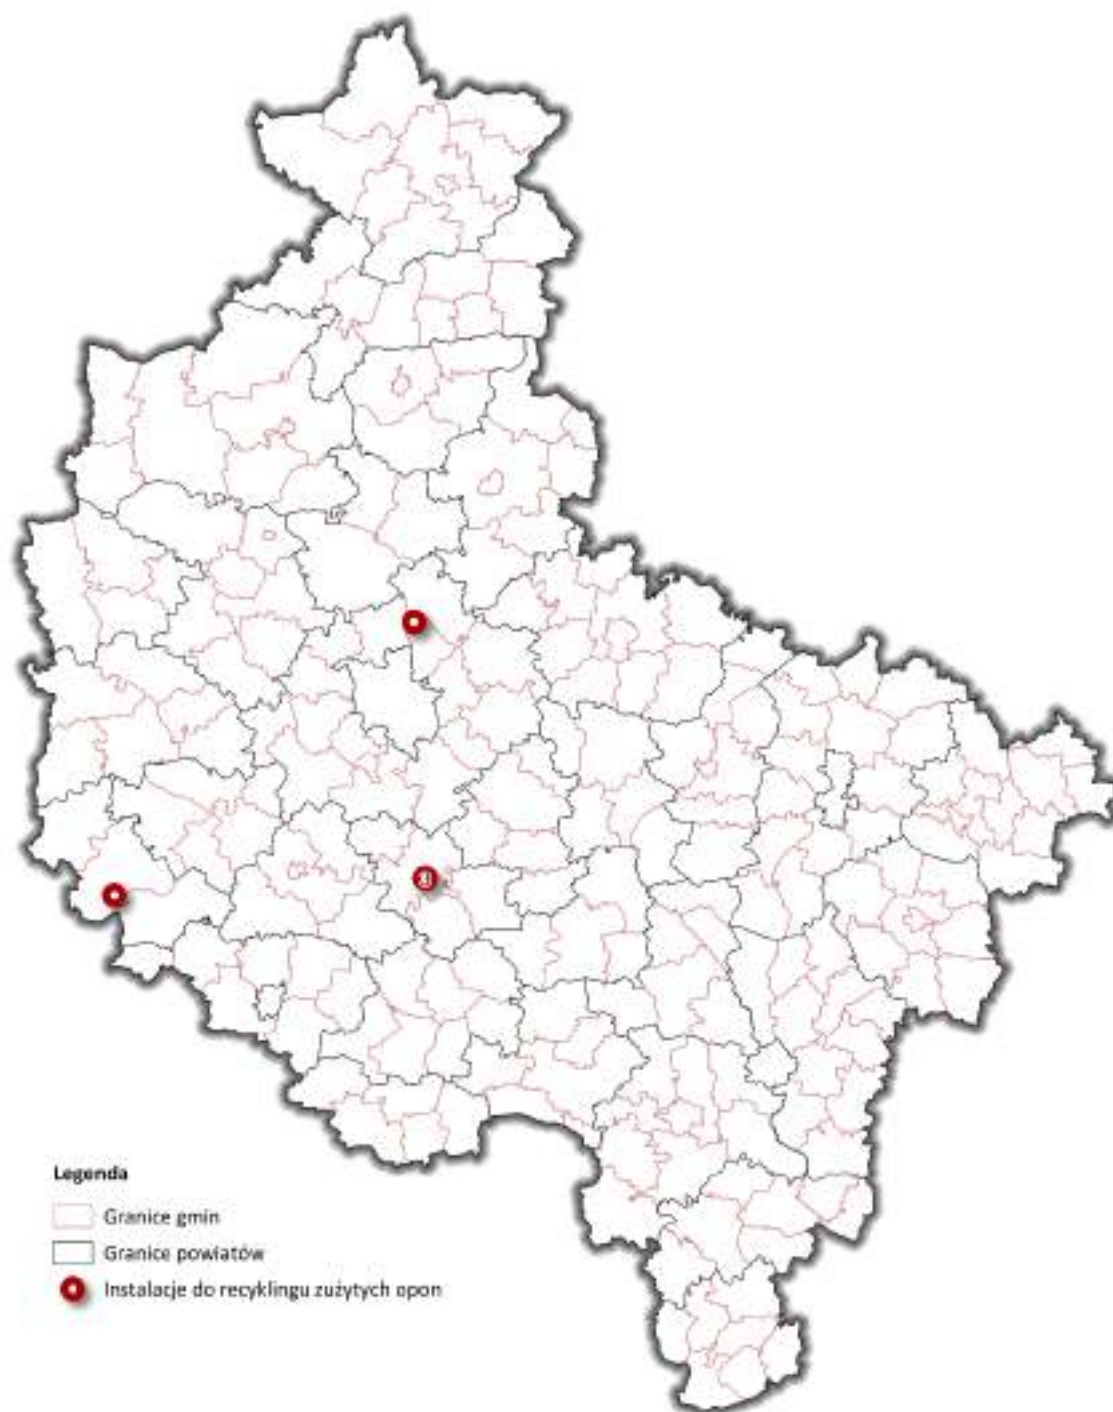 Legenda
Granice gmin
Granice powiatów
Instalacje do recyklingu zużytych opon